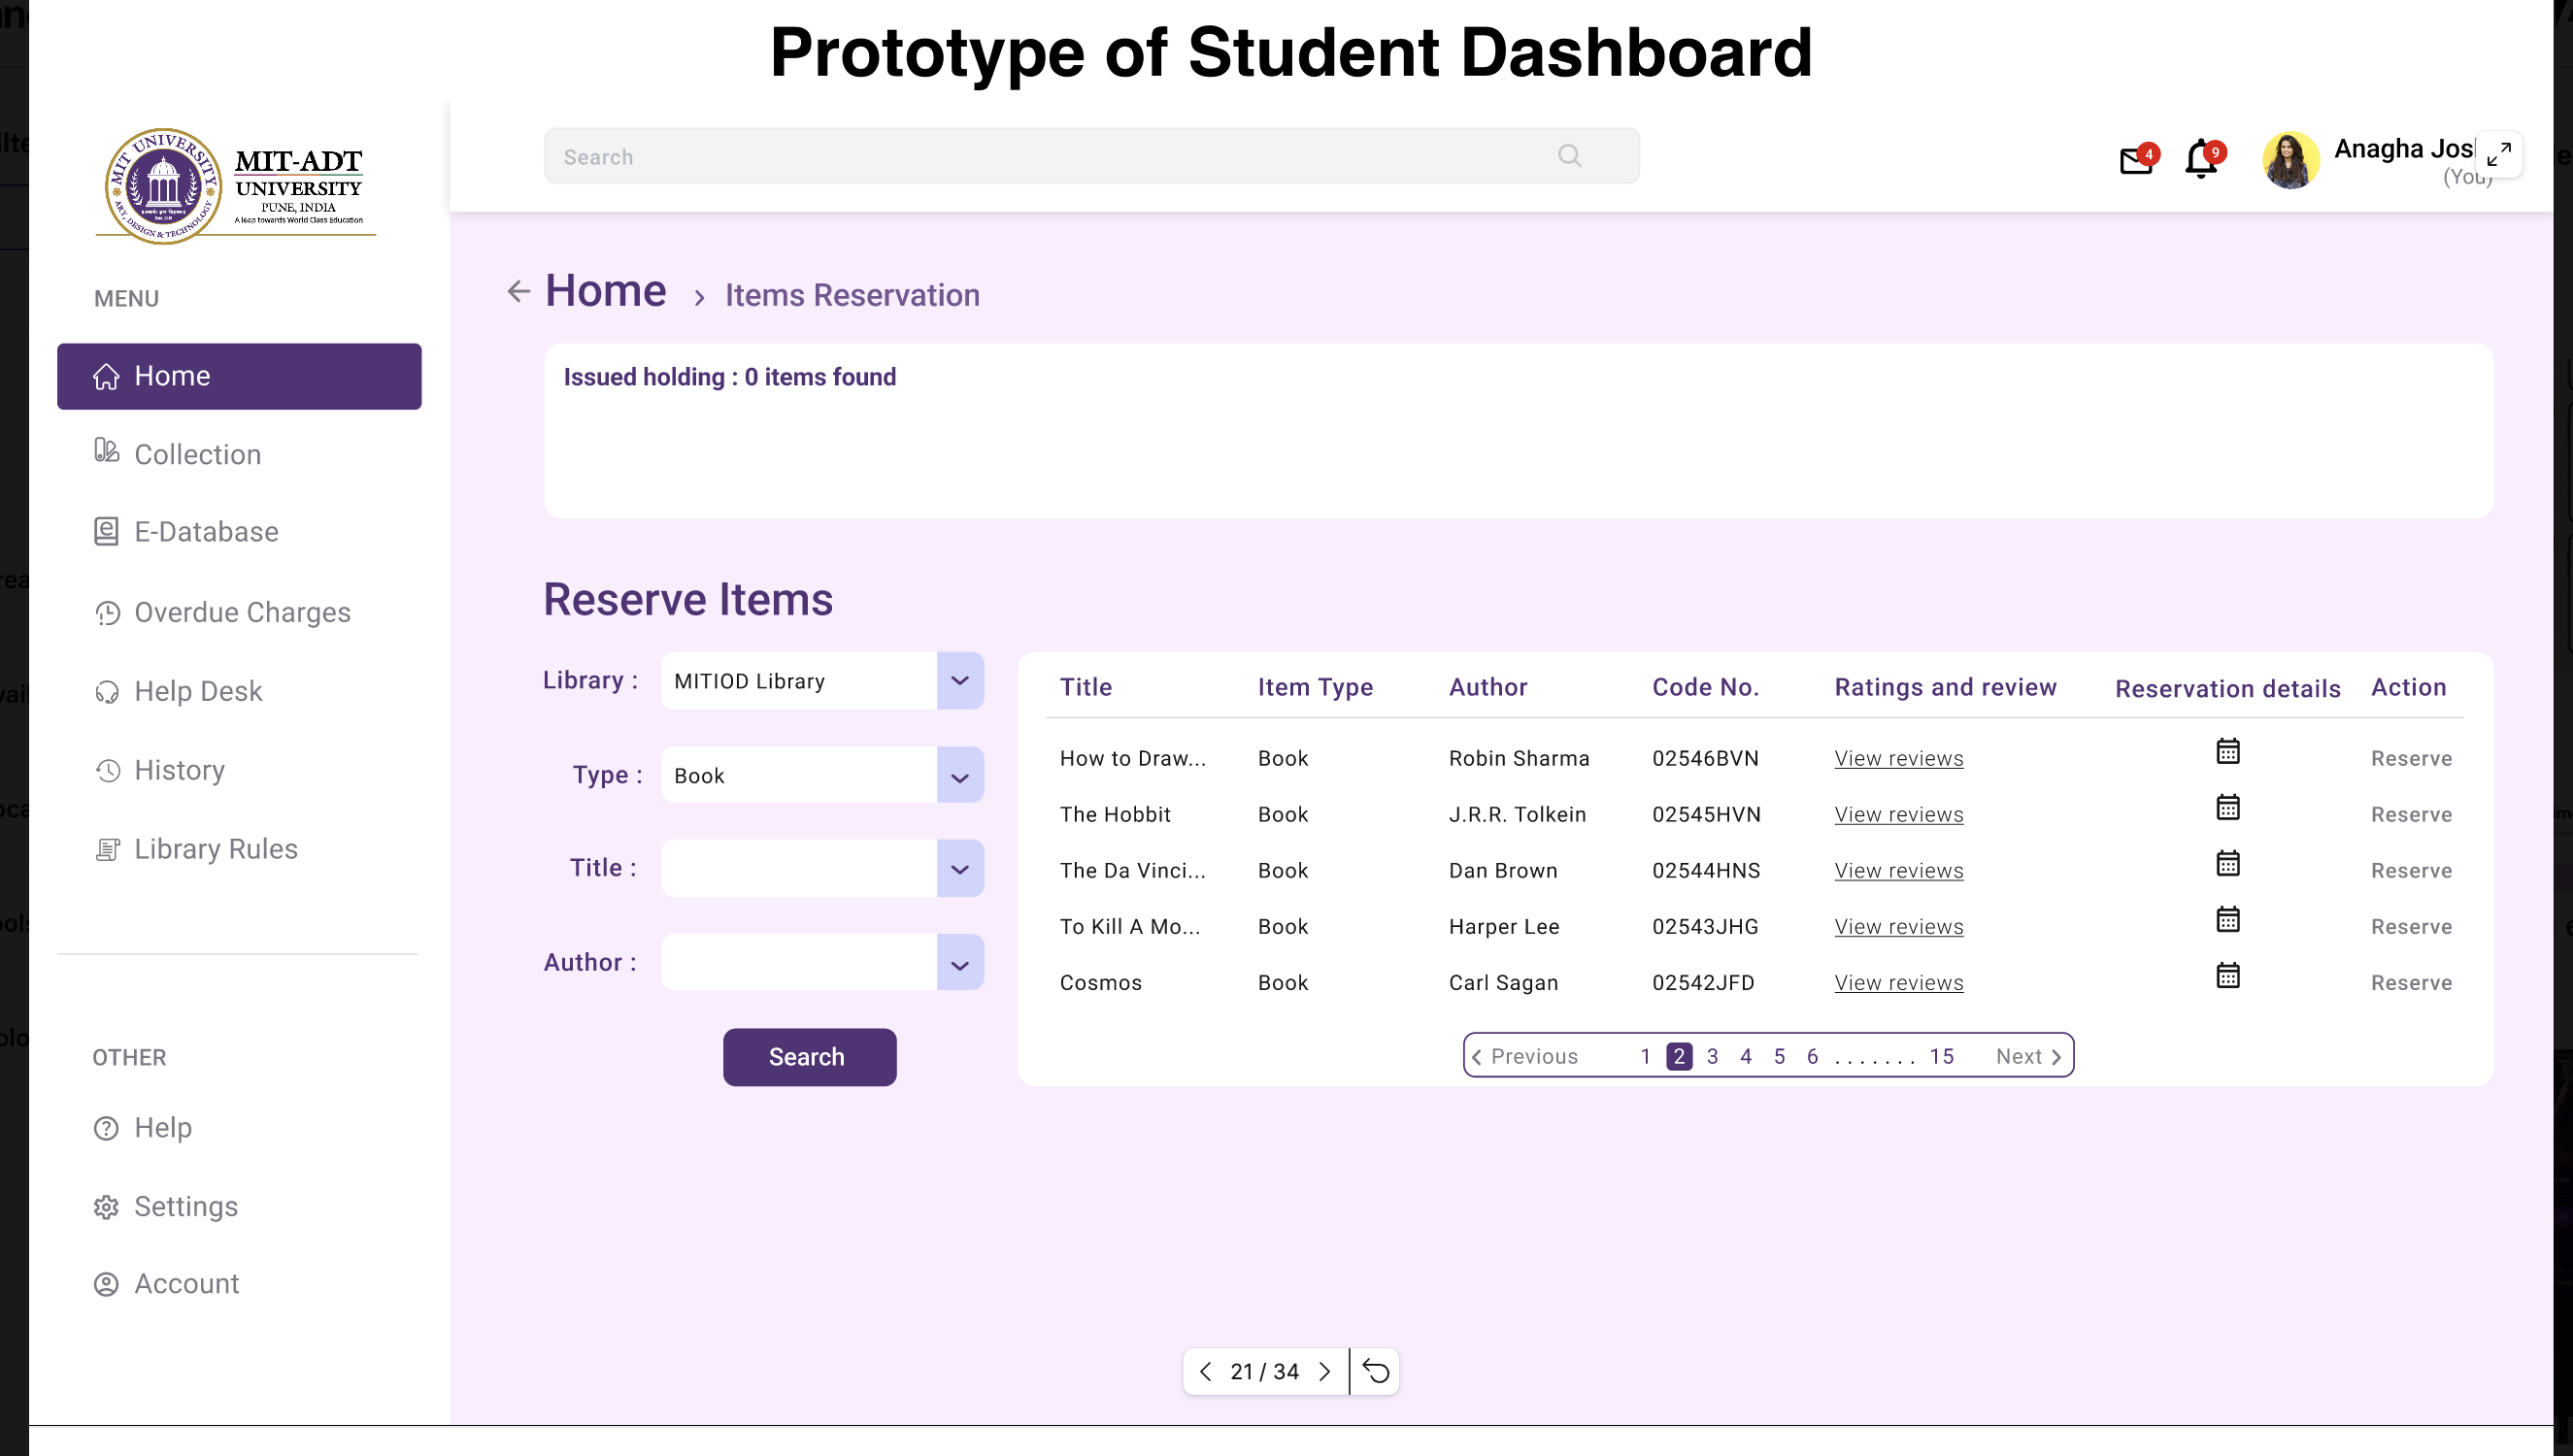 Prototype of Student Dashboard
MIT UNIVERSITY
ART, DESIGN & TECHNOLOGY
MIT-ADT
UNIVERSITY
PUNE, INDIA
A leap towards World Class Education
Search
4
9
Anagha Jos
(You)
MENU
Home
Collection
E-Database
Overdue Charges
Help Desk
History
Library Rules
OTHER
Help
Settings
Account
Home › Items Reservation
Issued holding : 0 items found
Reserve Items
Library : MITIOD Library
Type : Book
Title :
Author :
Search
Title Item Type Author Code No. Ratings and review Reservation details Action
How to Draw... Book Robin Sharma 02546BVN View reviews Reserve
The Hobbit Book J.R.R. Tolkein 02545HVN View reviews Reserve
The Da Vinci... Book Dan Brown 02544HNS View reviews Reserve
To Kill A Mo... Book Harper Lee 02543JHG View reviews Reserve
Cosmos Book Carl Sagan 02542JFD View reviews Reserve
Previous 1 2 3 4 5 6 ....... 15 Next
21 / 34